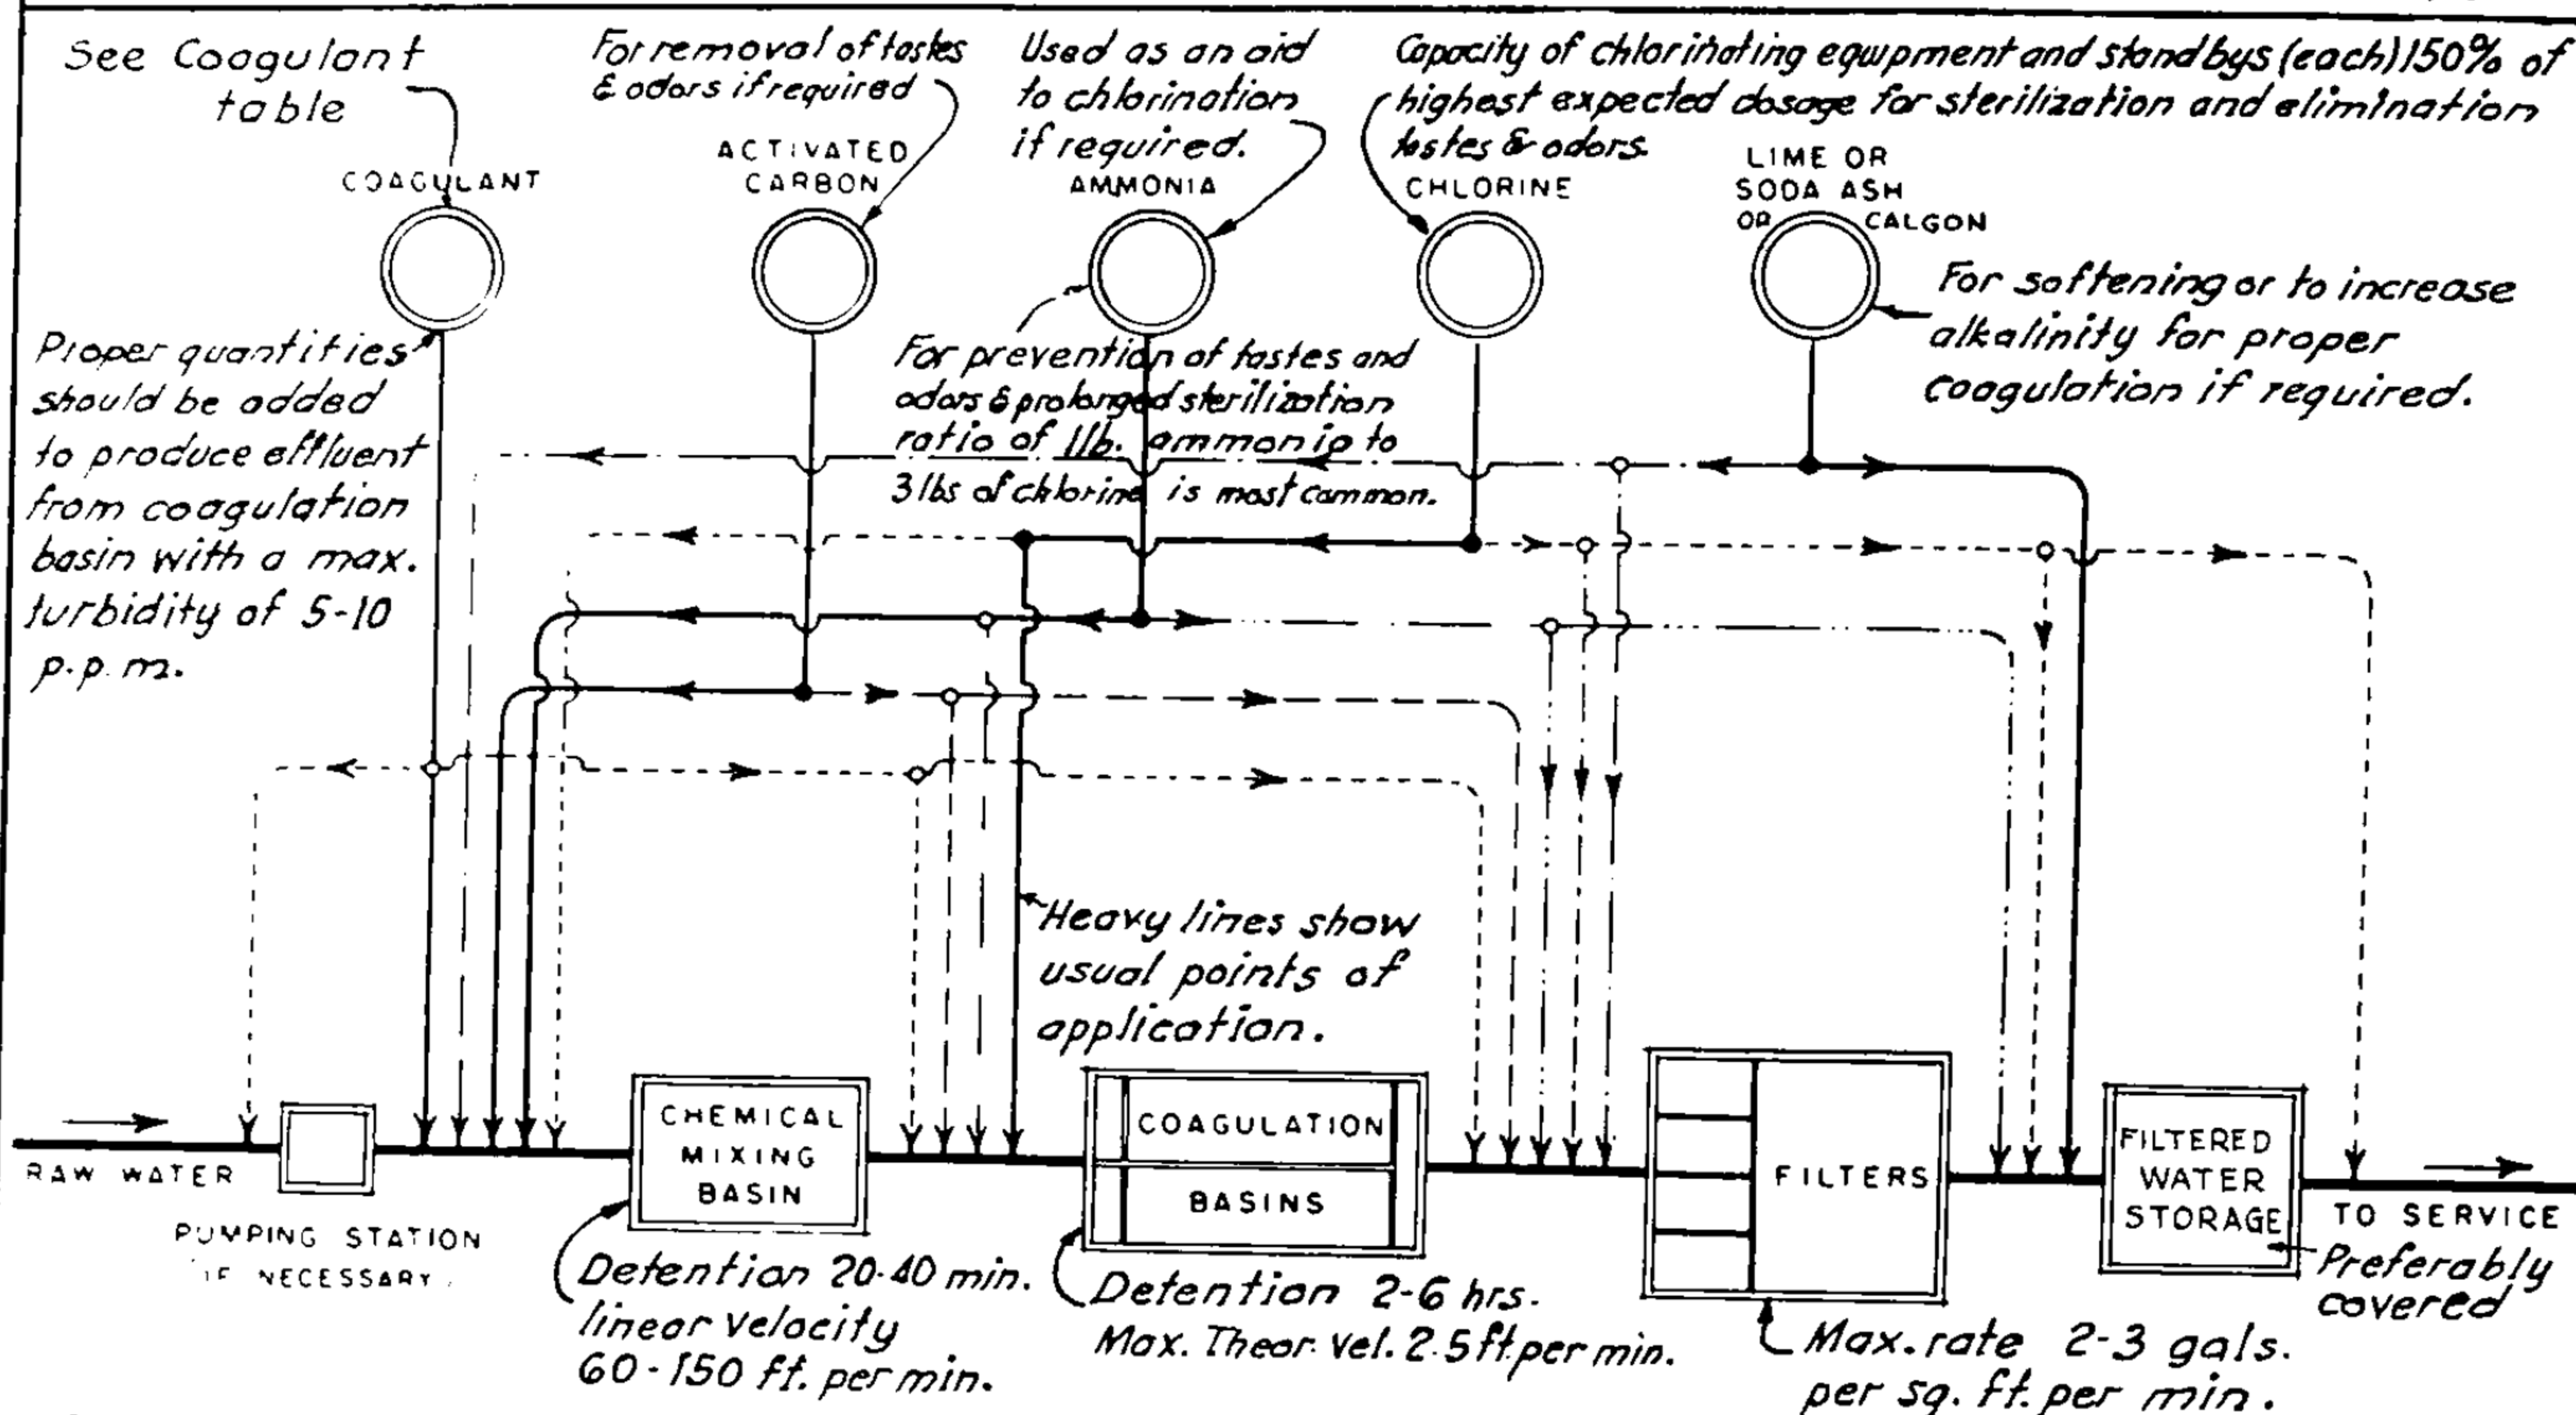 See Coagulant
table
For removal of tastes
& odors if required
Used as an aid
to chlorination
if required.
Capacity of chlorinating equipment and standbys (each) 150% of
highest expected dosage for sterilization and elimination
tastes & odors.
COAGULANT
ACTIVATED
CARBON
AMMONIA
CHLORINE
LIME OR
SODA ASH
OR CALGON
Proper quantities
should be added
to produce effluent
from coagulation
basin with a max.
turbidity of 5-10
p.p.m.
For prevention of tastes and
odors & prolonged sterilization
ratio of 1 lb. ammonia to
3 lbs of chlorine is most common.
For softening or to increase
alkalinity for proper
coagulation if required.
Heavy lines show
usual points of
application.
RAW WATER
PUMPING STATION
IF NECESSARY
CHEMICAL
MIXING
BASIN
COAGULATION
BASINS
FILTERS
FILTERED
WATER
STORAGE
TO SERVICE
Detention 20-40 min.
linear velocity
60-150 ft. per min.
Detention 2-6 hrs.
Max. Theor. vel. 2.5 ft. per min.
Max. rate 2-3 gals.
per sq. ft. per min.
Preferably
covered